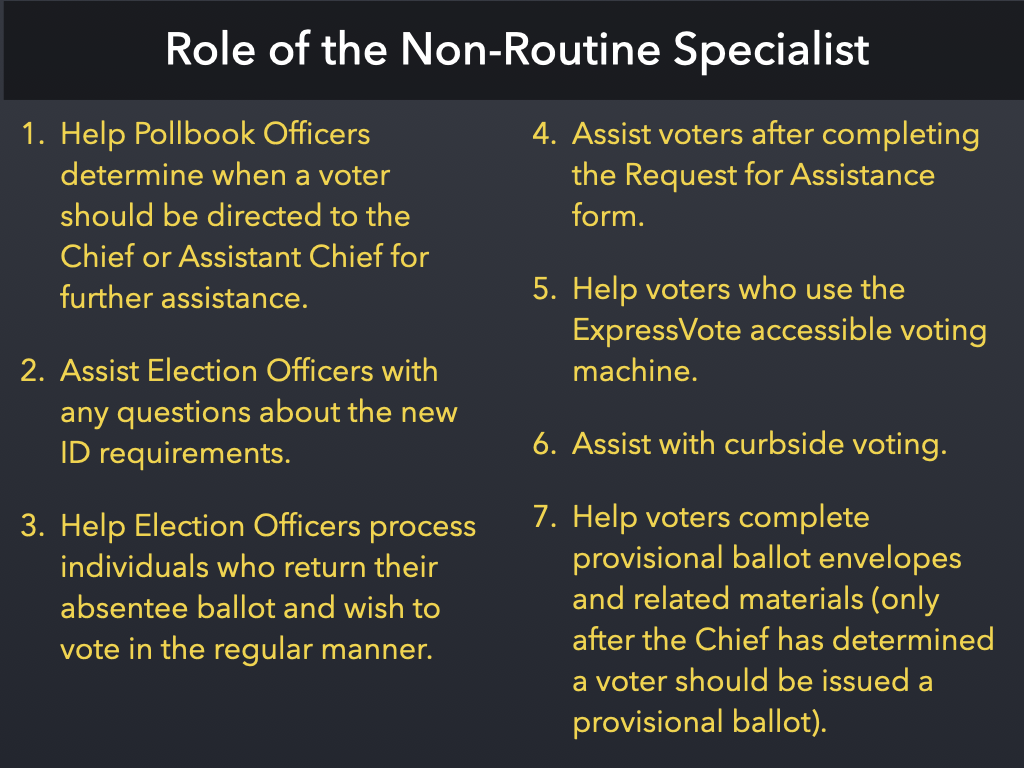 Role of the Non-Routine Specialist
1. Help Pollbook Officers
determine when a voter
should be directed to the
Chief or Assistant Chief for
further assistance.
2. Assist Election Officers with
any questions about the new
ID requirements.
3. Help Election Officers process
individuals who return their
absentee ballot and wish to
vote in the regular manner.
4. Assist voters after completing
the Request for Assistance
form.
5. Help voters who use the
ExpressVote accessible voting
machine.
6. Assist with curbside voting.
7. Help voters complete
provisional ballot envelopes
and related materials (only
after the Chief has determined
a voter should be issued a
provisional ballot).